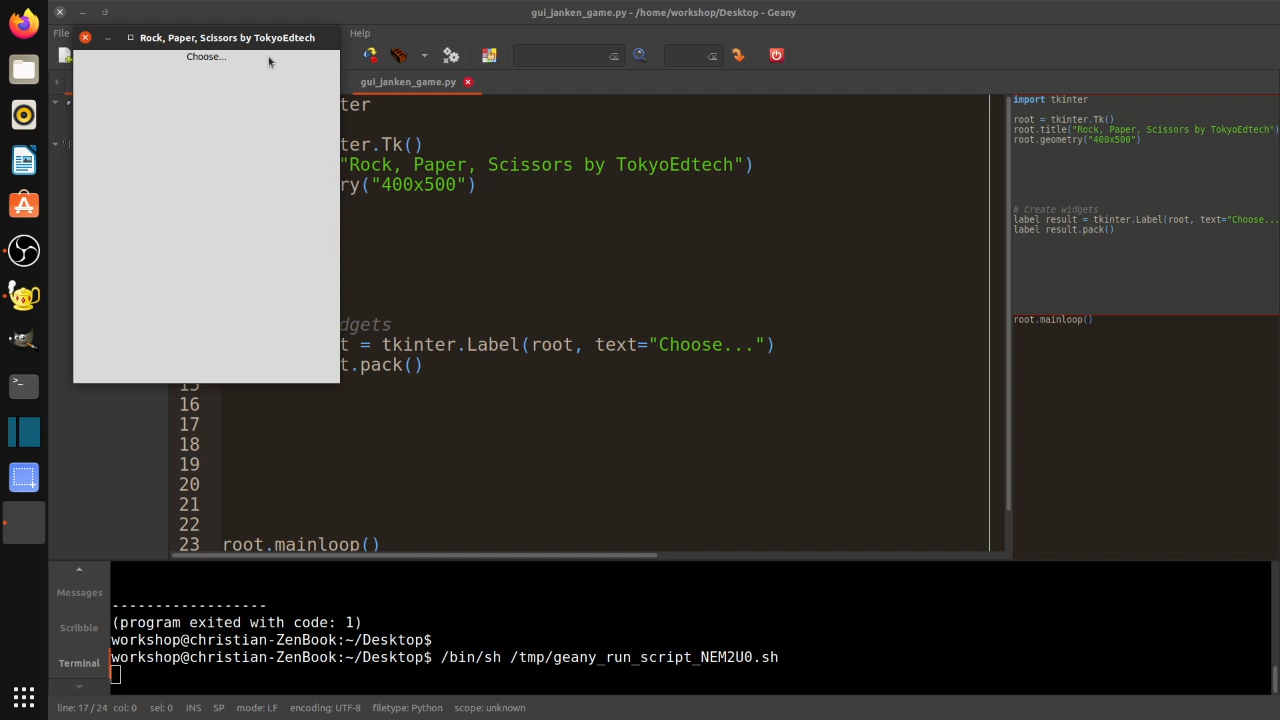 gui_janken_game.py - /home/workshop/Desktop - Geany
File
Help
Rock, Paper, Scissors by TokyoEdtech
Choose...
gui_janken_game.py
ter
ter.Tk()
"Rock, Paper, Scissors by TokyoEdtech")
ry("400x500")
dgets
t = tkinter.Label(root, text="Choose...")
t.pack()
15
16
17
18
19
20
21
22
23 root.mainloop()
import tkinter
root = tkinter.Tk()
root.title("Rock, Paper, Scissors by TokyoEdtech")
root.geometry("400x500")
# Create widgets
label_result = tkinter.Label(root, text="Choose...
label_result.pack()
root.mainloop()
Messages
Scribble
Terminal
------------------
(program exited with code: 1)
workshop@christian-ZenBook:~/Desktop$
workshop@christian-ZenBook:~/Desktop$ /bin/sh /tmp/geany_run_script_NEM2U0.sh
line: 17 / 24 col: 0 sel: 0 INS SP mode: LF encoding: UTF-8 filetype: Python scope: unknown